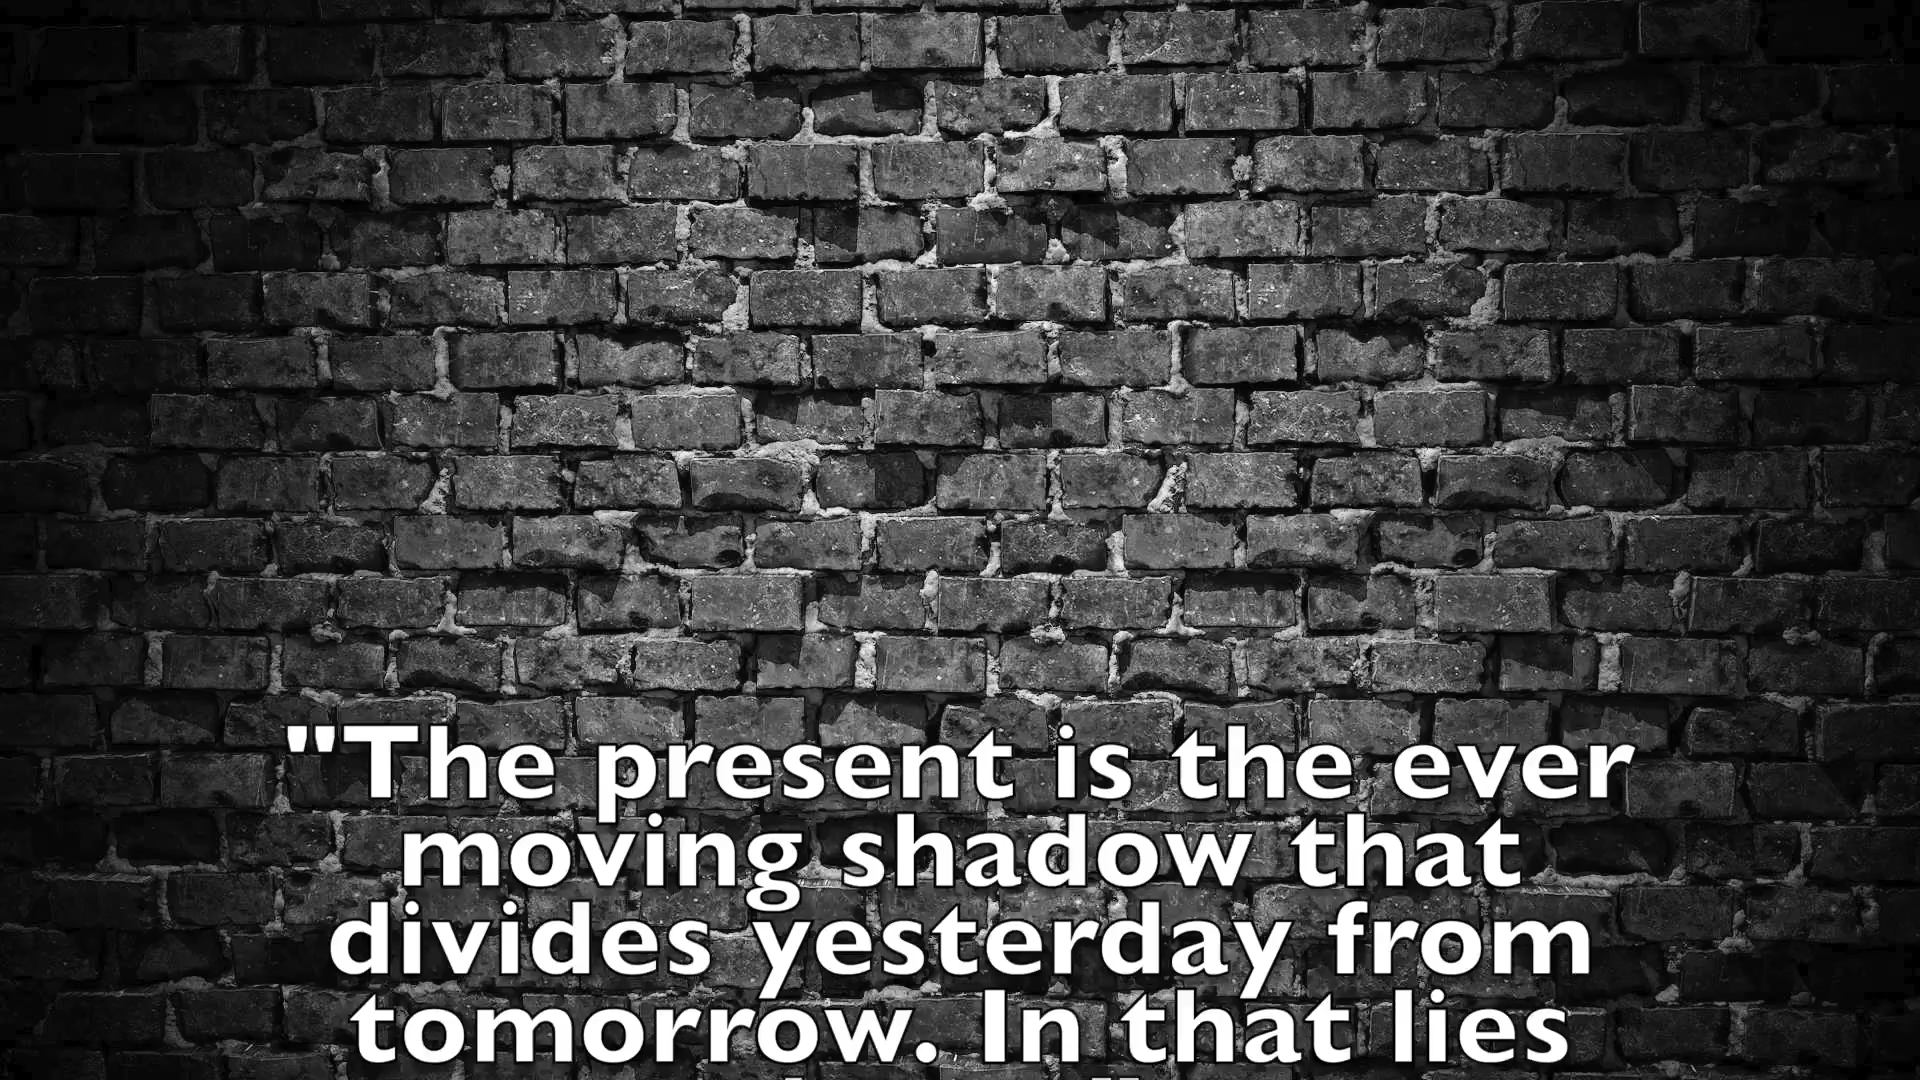 "The present is the ever
moving shadow that
divides yesterday from
tomorrow. In that lies